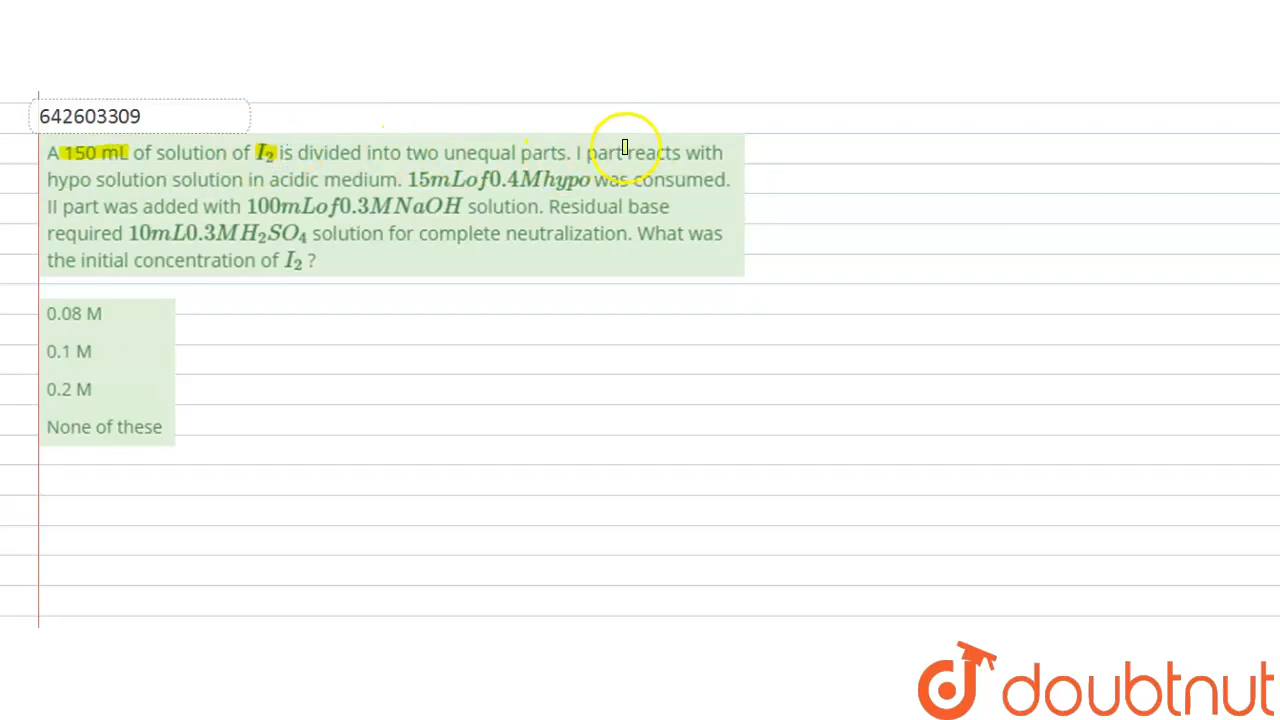 642603309
A 150 mL of solution of I₂ is divided into two unequal parts. I part reacts with
hypo solution solution in acidic medium. 15mLof0.4Mhypo was consumed.
II part was added with 100mLof0.3MNaOH solution. Residual base
required 10mL0.3MH₂SO₄ solution for complete neutralization. What was
the initial concentration of I₂ ?
0.08 M
0.1 M
0.2 M
None of these
doubtnut